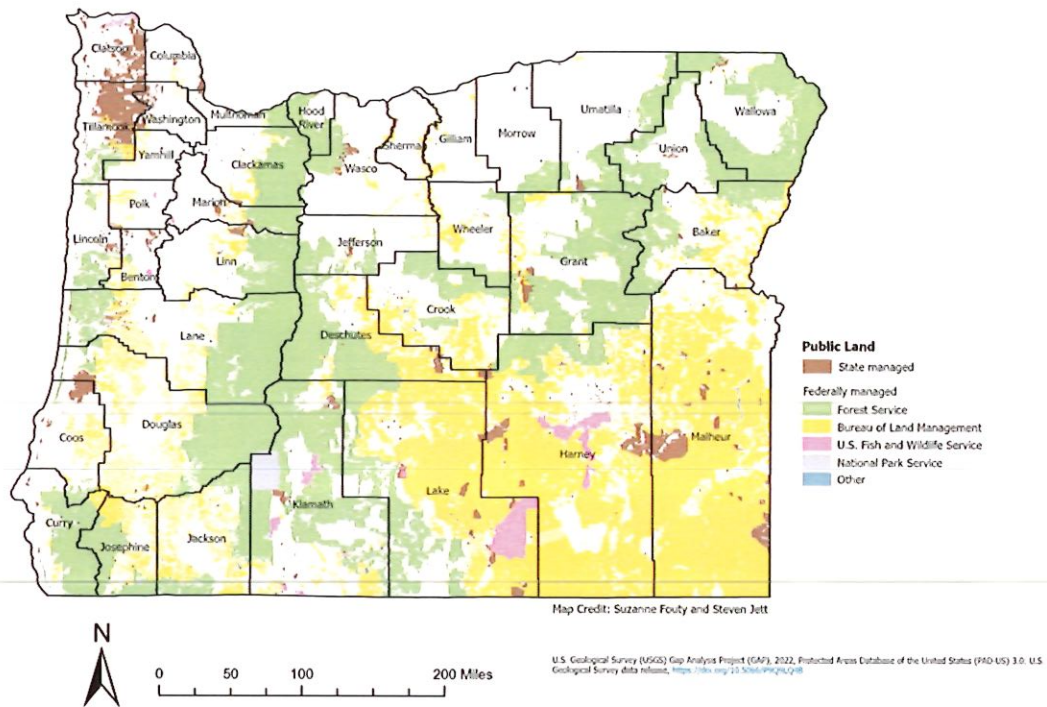 Clatsop
Columbia
Tillamook
Washington
Multnomah
Hood
River
Yamhill
Clackamas
Wasco
Sherman
Gilliam
Morrow
Umatilla
Union
Wallowa
Polk
Marion
Lincoln
Benton
Linn
Jefferson
Wheeler
Grant
Baker
Lane
Deschutes
Crook
Coos
Douglas
Klamath
Lake
Harney
Malheur
Curry
Josephine
Jackson
Public Land
State managed
Federally managed
Forest Service
Bureau of Land Management
U.S. Fish and Wildlife Service
National Park Service
Other
Map Credit: Suzanne Fouty and Steven Jett
N
0 50 100 200 Miles
U.S. Geological Survey (USGS) Gap Analysis Project (GAP), 2022, Protected Areas Database of the United States (PAD-US) 3.0: U.S.
Geological Survey data release,